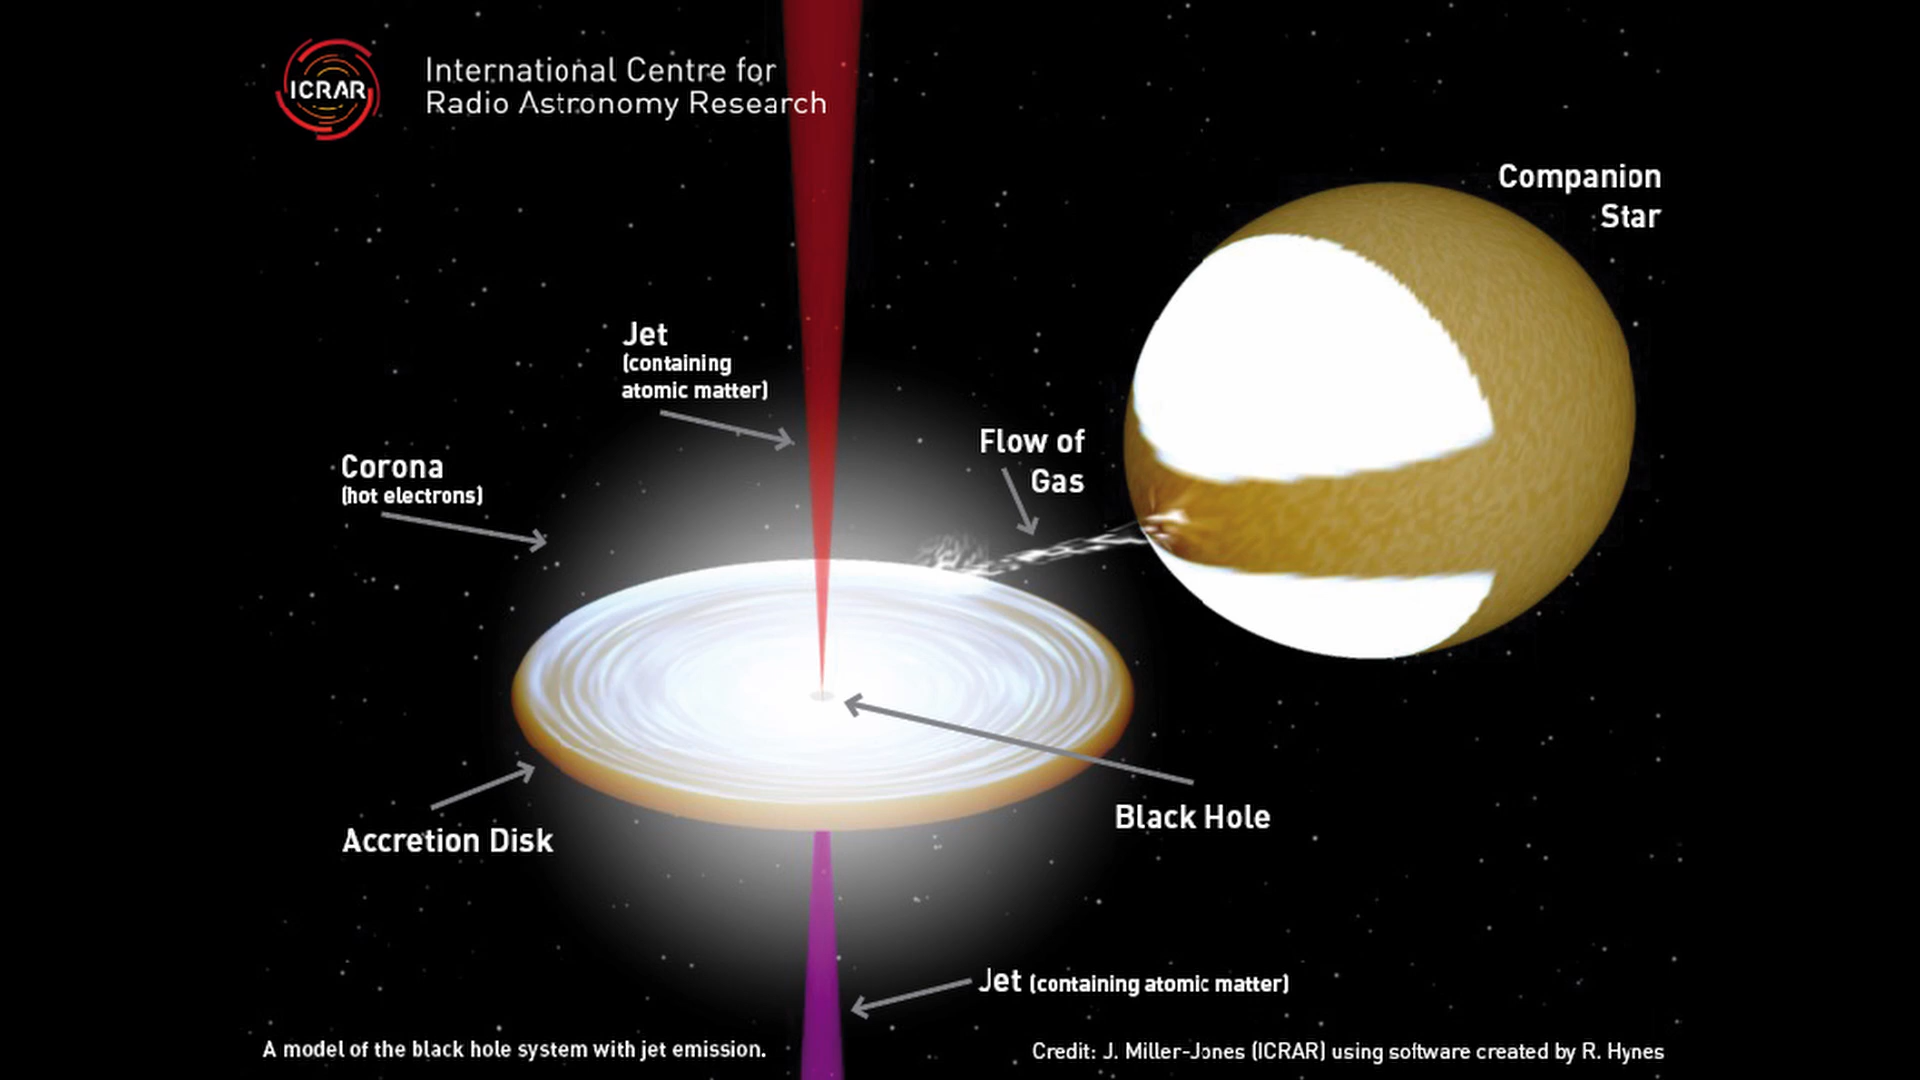 ICRAR
International Centre for
Radio Astronomy Research
Companion
Star
Jet
(containing
atomic matter)
Flow of
Gas
Corona
(hot electrons)
Black Hole
Accretion Disk
Jet (containing atomic matter)
A model of the black hole system with jet emission.
Credit: J. Miller-Jones (ICRAR) using software created by R. Hynes